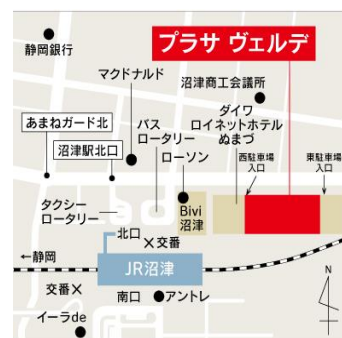 プラサ ヴェルデ
静岡銀行
マクドナルド
沼津商工会議所
あまねガード北
バス
ロータリー
ダイワ
ロイネットホテル
ぬまづ
沼津駅北口
ローソン
西駐車場
入口
東駐車場
入口
タクシー
ロータリー
Bivi
沼津
北口
×交番
←静岡
JR沼津
N
交番×
南口
アントレ
イーラde